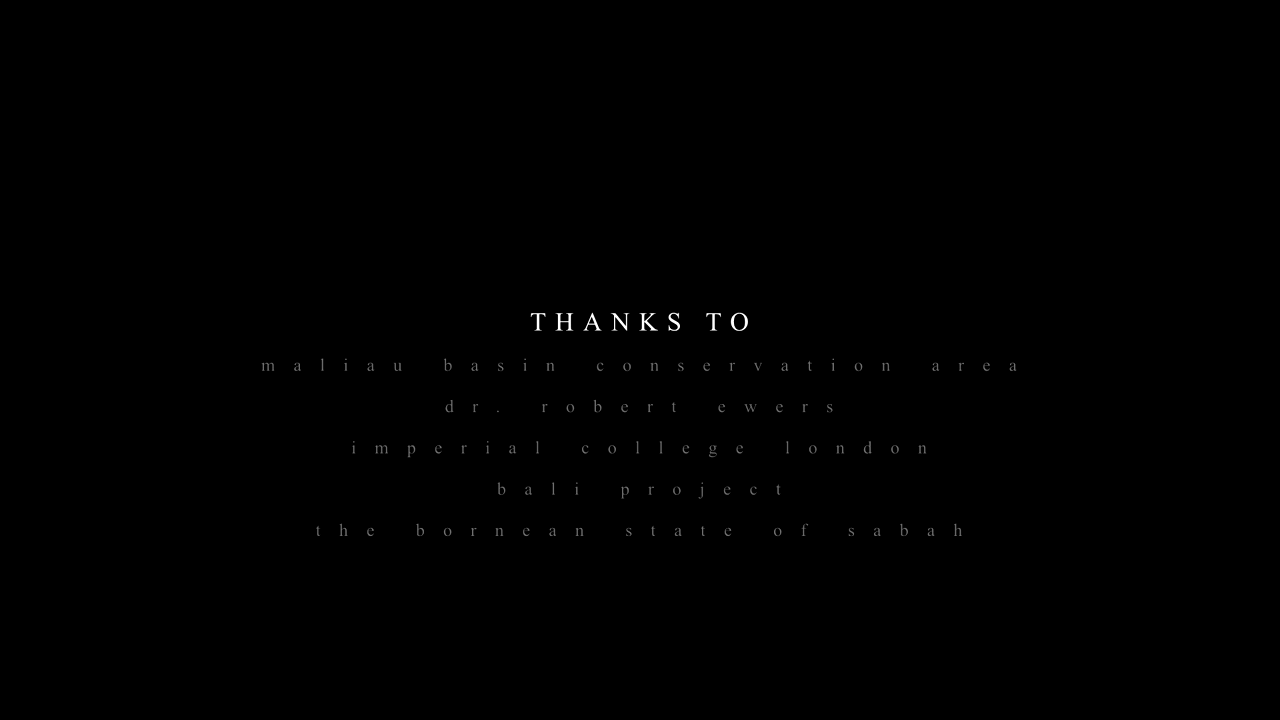 THANKS TO
maliau basin conservation area
dr. robert ewers
imperial college london
bali project
the bornean state of sabah